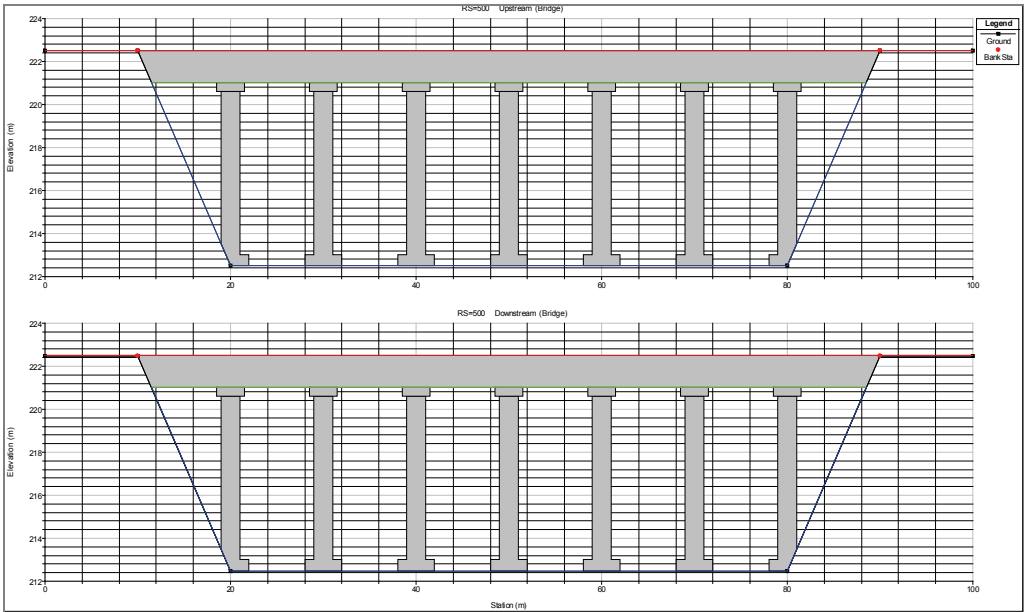 RS=500 Upstream (Bridge)
Legend
Ground
Bank Sta
Elevation (m)
224
222
220
218
216
214
212
0 20 40 60 80 100
RS=500 Downstream (Bridge)
Elevation (m)
224
222
220
218
216
214
212
0 20 40 60 80 100
Station (m)